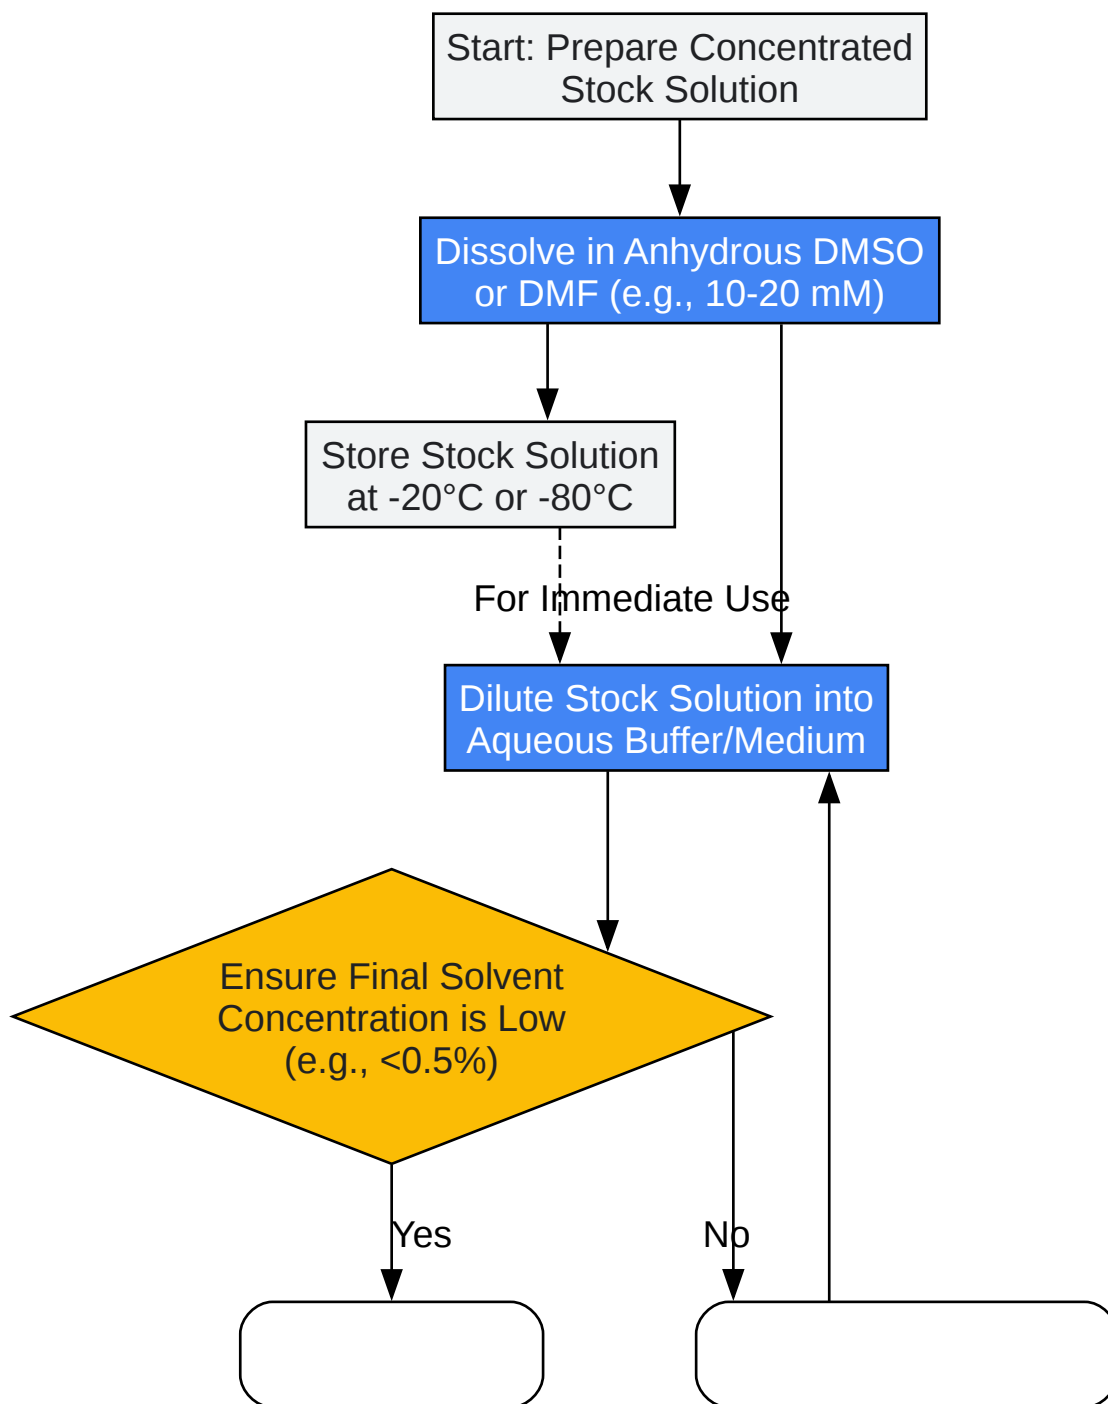 Start: Prepare Concentrated
Stock Solution
Dissolve in Anhydrous DMSO
or DMF (e.g., 10-20 mM)
Store Stock Solution
at -20°C or -80°C
For Immediate Use
Dilute Stock Solution into
Aqueous Buffer/Medium
Ensure Final Solvent
Concentration is Low
(e.g., <0.5%)
Yes
No